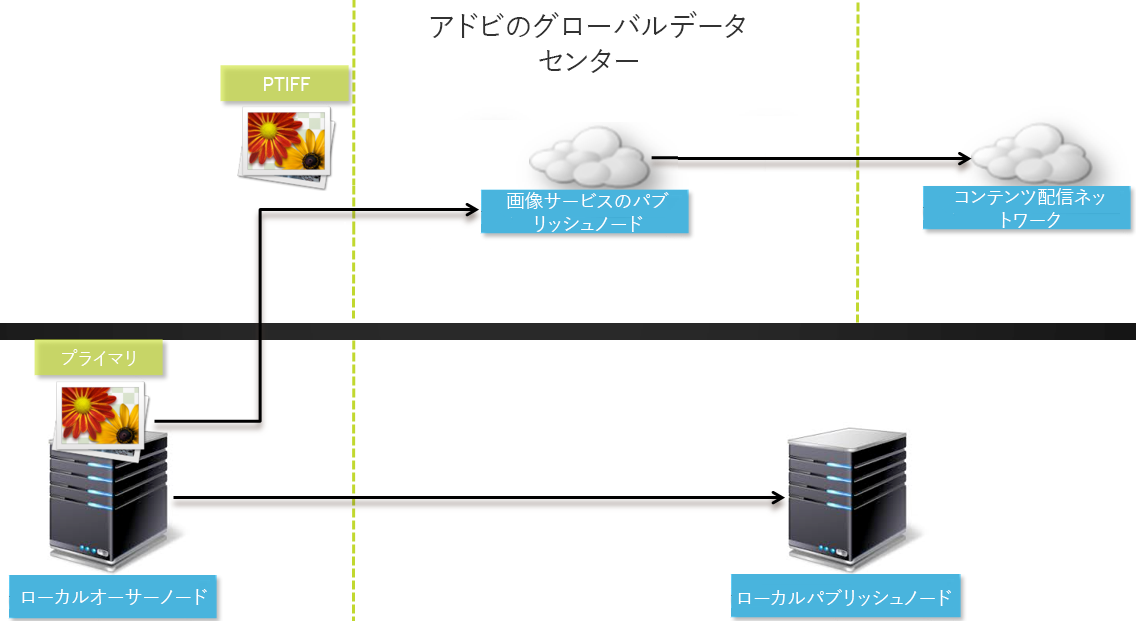 アドビのグローバルデータ
センター
PTIFF
画像サービスのパブ
リッシュノード
コンテンツ配信ネッ
トワーク
プライマリ
ローカルオーサーノード
ローカルパブリッシュノード